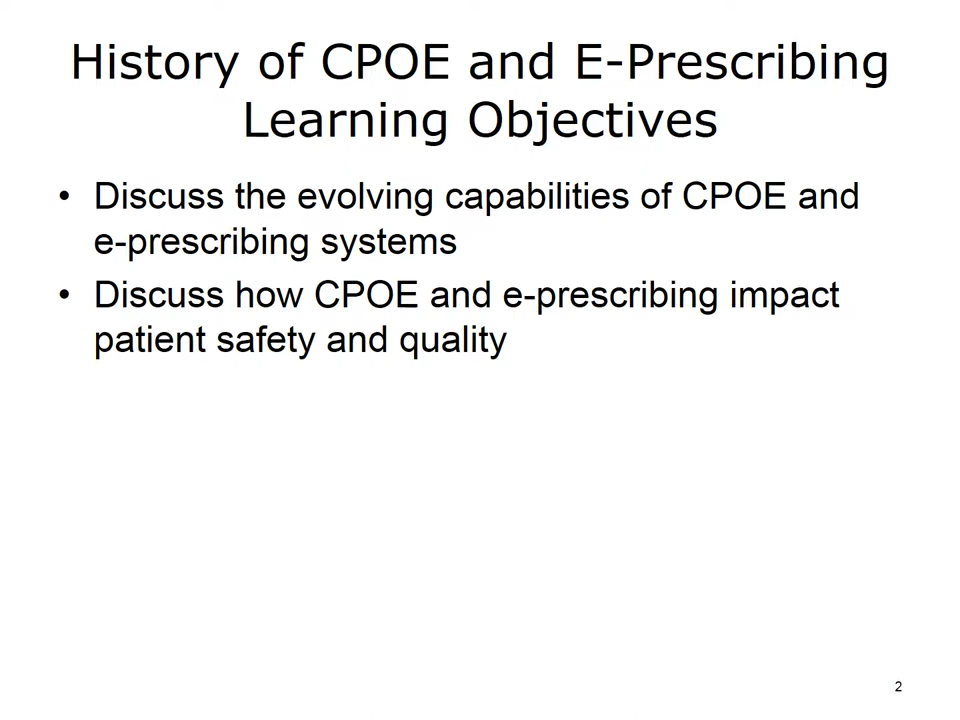 History of CPOE and E-Prescribing
Learning Objectives
• Discuss the evolving capabilities of CPOE and
e-prescribing systems
• Discuss how CPOE and e-prescribing impact
patient safety and quality
2